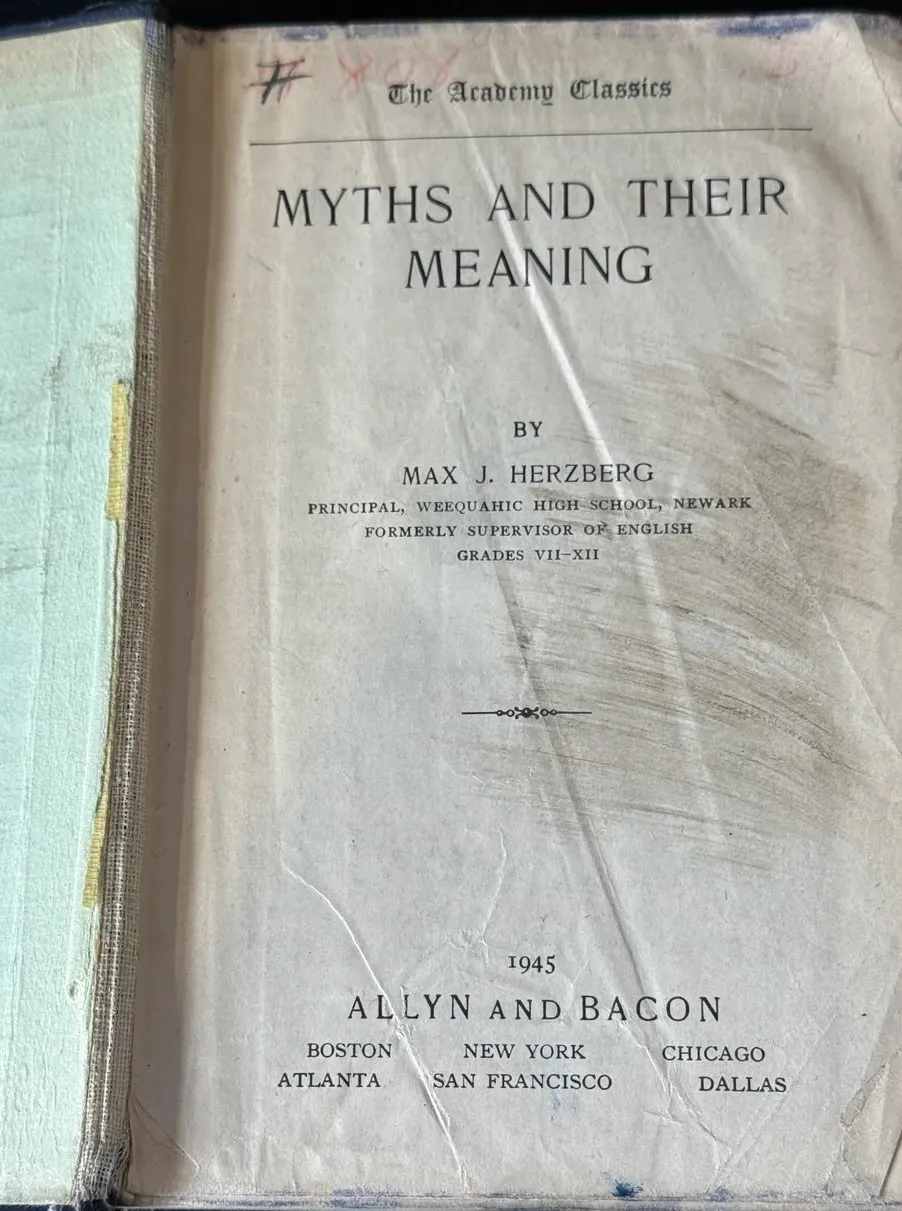 # 808
The Academy Classics
MYTHS AND THEIR
MEANING
BY
MAX J. HERZBERG
PRINCIPAL, WEEQUAHIC HIGH SCHOOL, NEWARK
FORMERLY SUPERVISOR OF ENGLISH
GRADES VII–XII
1945
ALLYN AND BACON
BOSTON NEW YORK CHICAGO
ATLANTA SAN FRANCISCO DALLAS